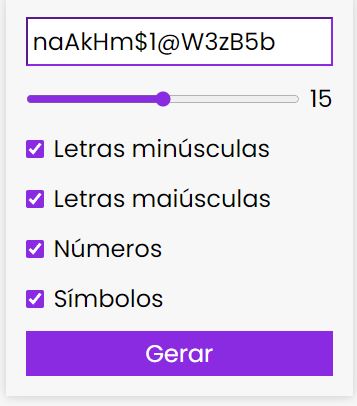 naAkHm$1@W3zB5b
15
Letras minúsculas
Letras maiúsculas
Números
Símbolos
Gerar